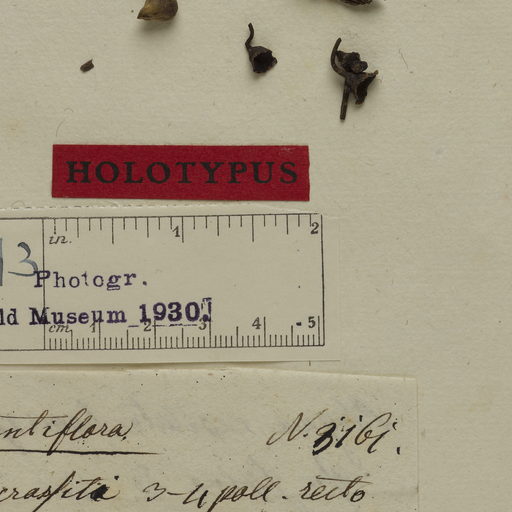 HOLOTYPUS
in. 1 2
13
Photogr.
ld Museum 1930.
cm 1 2 3 4 5
ntiflora.
N. 3161.
3-4 poll. recto